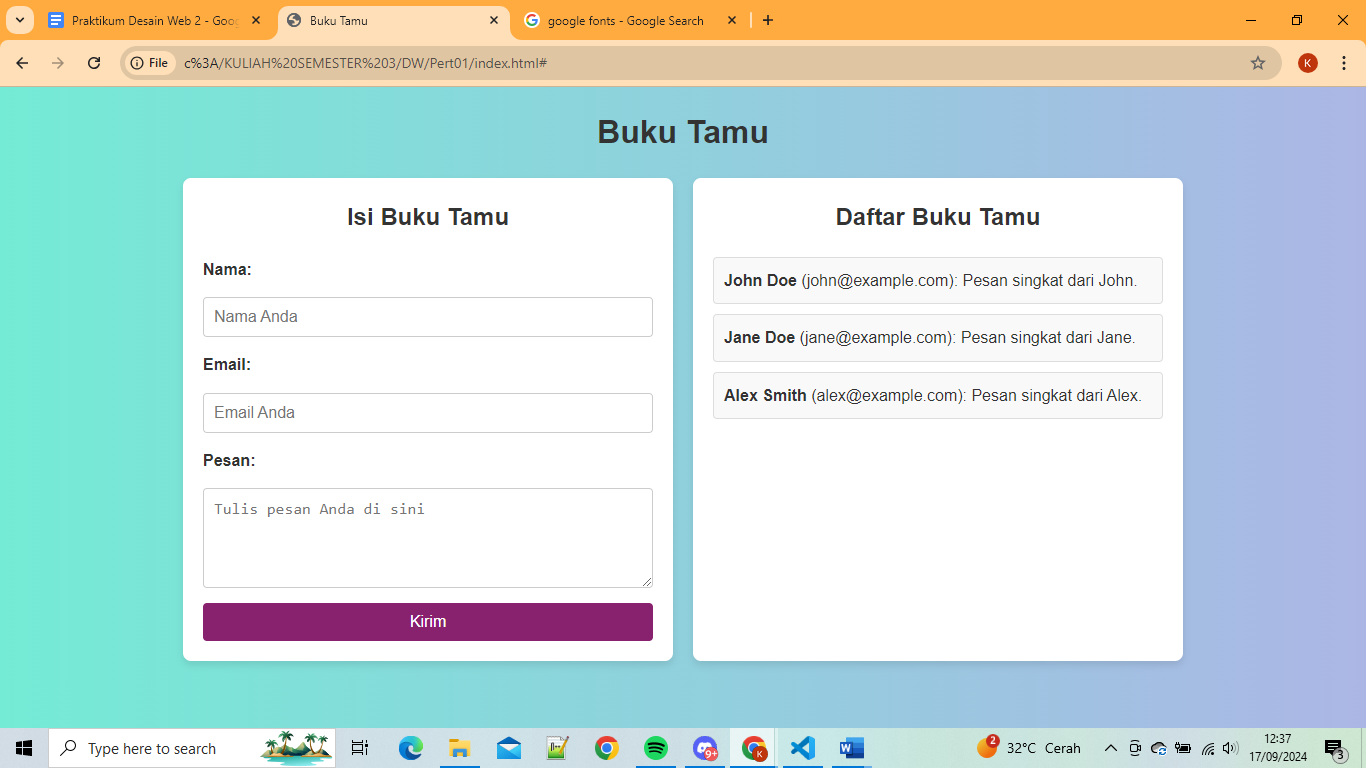 Praktikum Desain Web 2 - Goog
Buku Tamu
google fonts - Google Search
File
c%3A/KULIAH%20SEMESTER%203/DW/Pert01/index.html#
K
Buku Tamu
Isi Buku Tamu
Nama:
Nama Anda
Email:
Email Anda
Pesan:
Tulis pesan Anda di sini
Kirim
Daftar Buku Tamu
John Doe (john@example.com): Pesan singkat dari John.
Jane Doe (jane@example.com): Pesan singkat dari Jane.
Alex Smith (alex@example.com): Pesan singkat dari Alex.
Type here to search
9+
K
W
2
32°C Cerah
12:37
17/09/2024
3